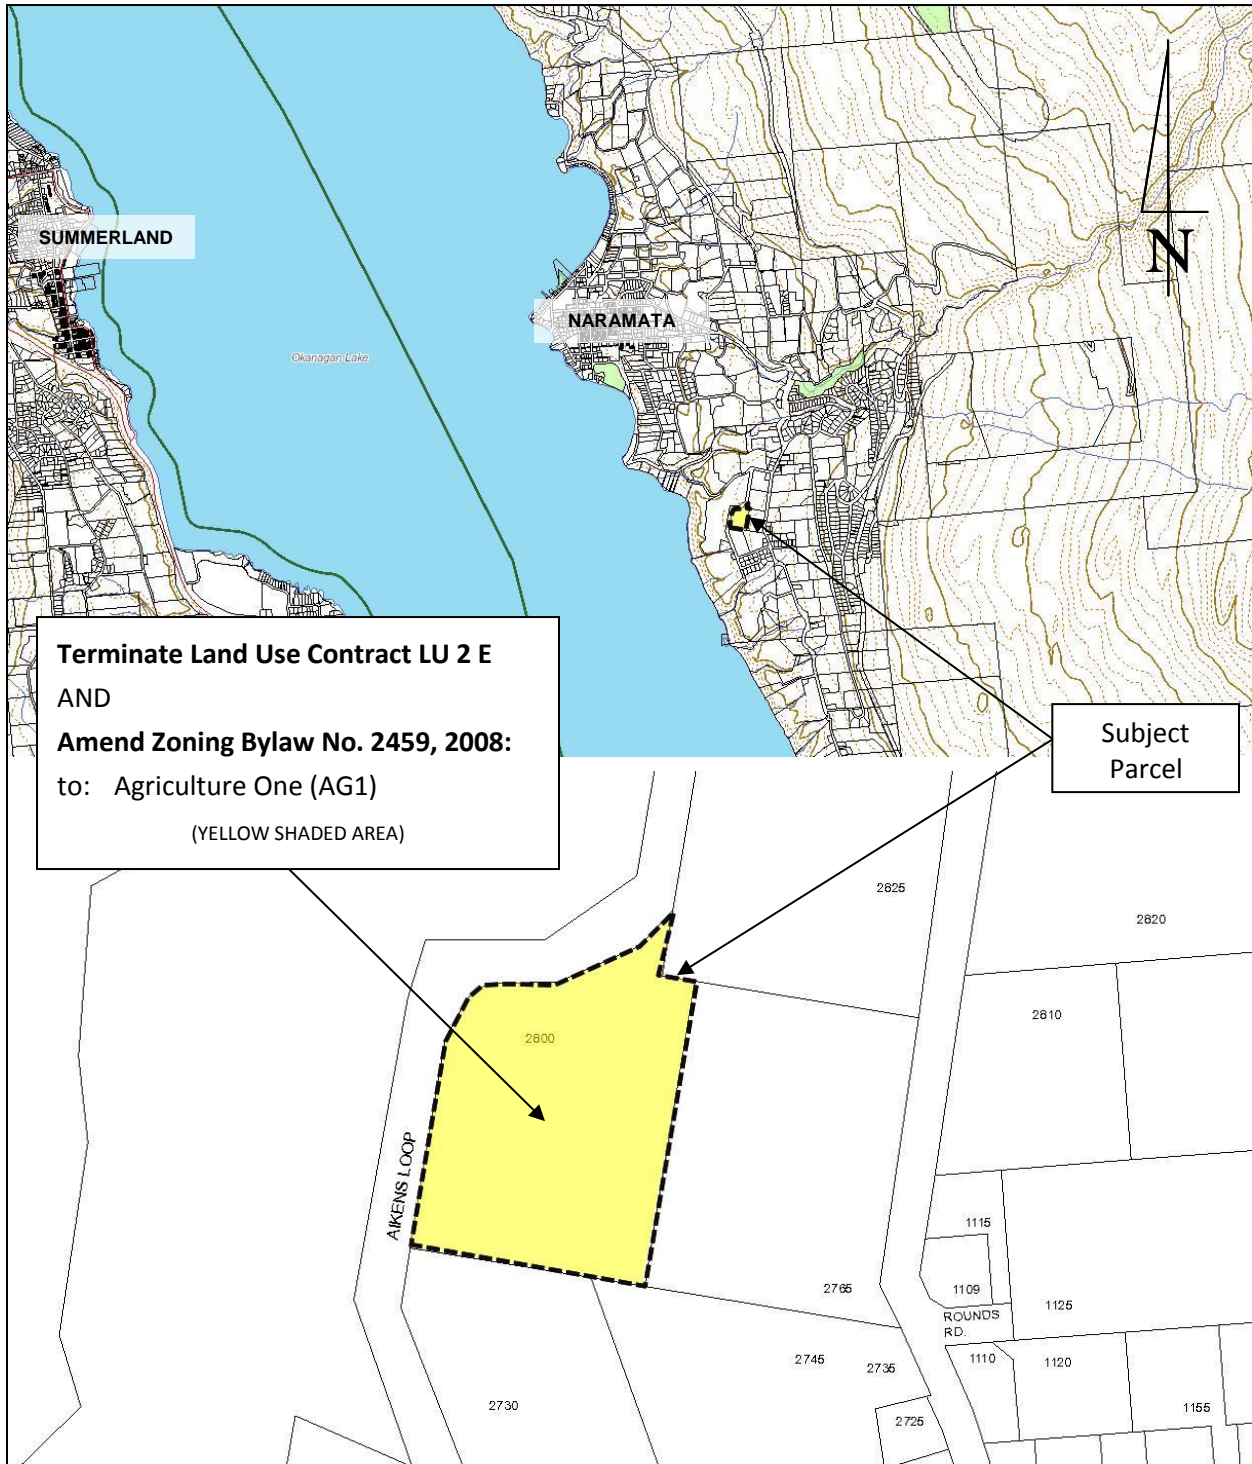 SUMMERLAND
NARAMATA
Okanagan Lake
N
Terminate Land Use Contract LU 2 E
AND
Amend Zoning Bylaw No. 2459, 2008:
to: Agriculture One (AG1)
(YELLOW SHADED AREA)
Subject
Parcel
2825
2820
2810
2800
AIKENS LOOP
1115
2765
1109
1125
ROUNDS
RD.
2745
2735
1110
1120
2730
2725
1155